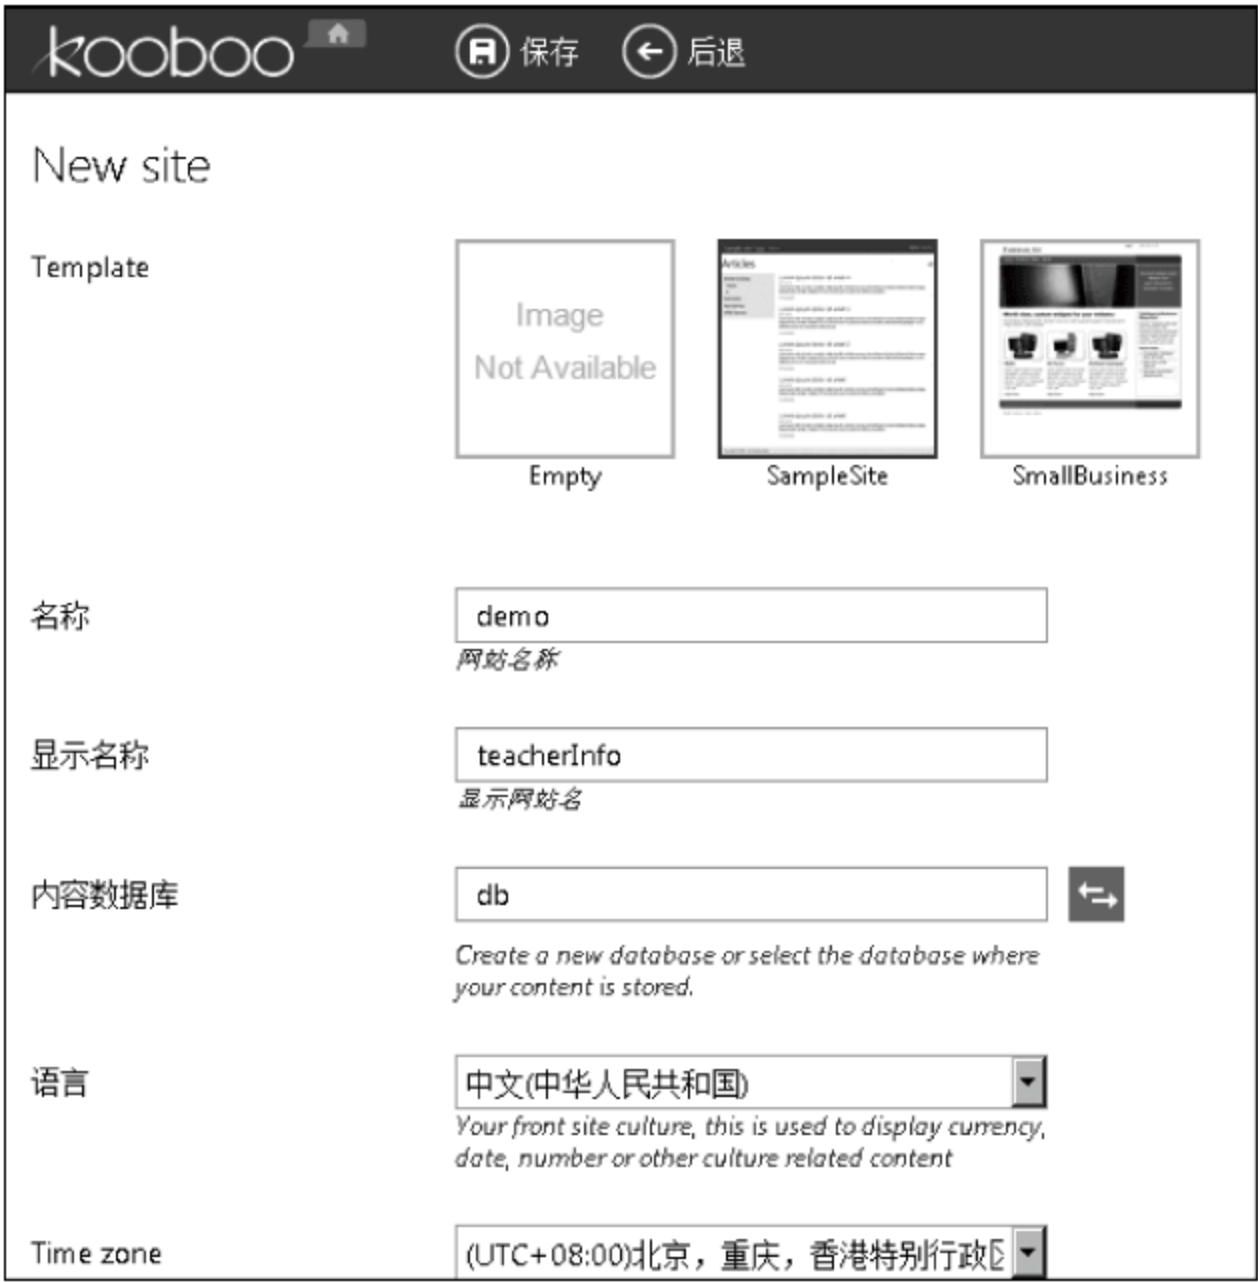 kooboo 保存 后退
New site
Template
Image
Not Available
Articles
Empty SampleSite SmallBusiness
名称 demo
网站名称
显示名称 teacherInfo
显示网站名
内容数据库 db
Create a new database or select the database where
your content is stored.
语言 中文(中华人民共和国)
Your front site culture, this is used to display currency,
date, number or other culture related content
Time zone (UTC+08:00)北京，重庆，香港特别行政